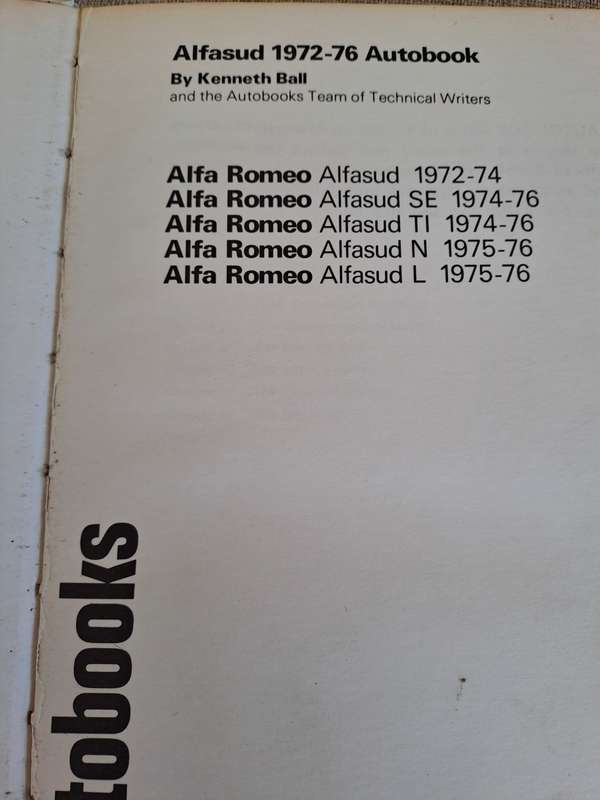 Alfasud 1972-76 Autobook
By Kenneth Ball
and the Autobooks Team of Technical Writers
Alfa Romeo Alfasud 1972-74
Alfa Romeo Alfasud SE 1974-76
Alfa Romeo Alfasud TI 1974-76
Alfa Romeo Alfasud N 1975-76
Alfa Romeo Alfasud L 1975-76
tobooks